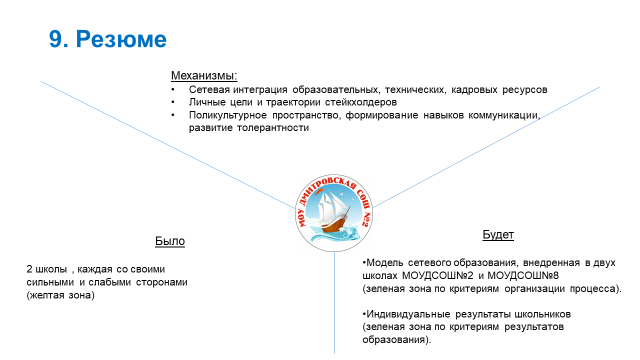 9. Резюме
Механизмы:
• Сетевая интеграция образовательных, технических, кадровых ресурсов
• Личные цели и траектории стейкхолдеров
• Поликультурное пространство, формирование навыков коммуникации,
развитие толерантности
МОУ ДМИТРОВСКАЯ СОШ №2
Было
2 школы , каждая со своими
сильными и слабыми сторонами
(желтая зона)
Будет
•Модель сетевого образования, внедренная в двух
школах МОУДСОШ№2 и МОУДСОШ№8
(зеленая зона по критериям организации процесса).
•Индивидуальные результаты школьников
(зеленая зона по критериям результатов
образования).